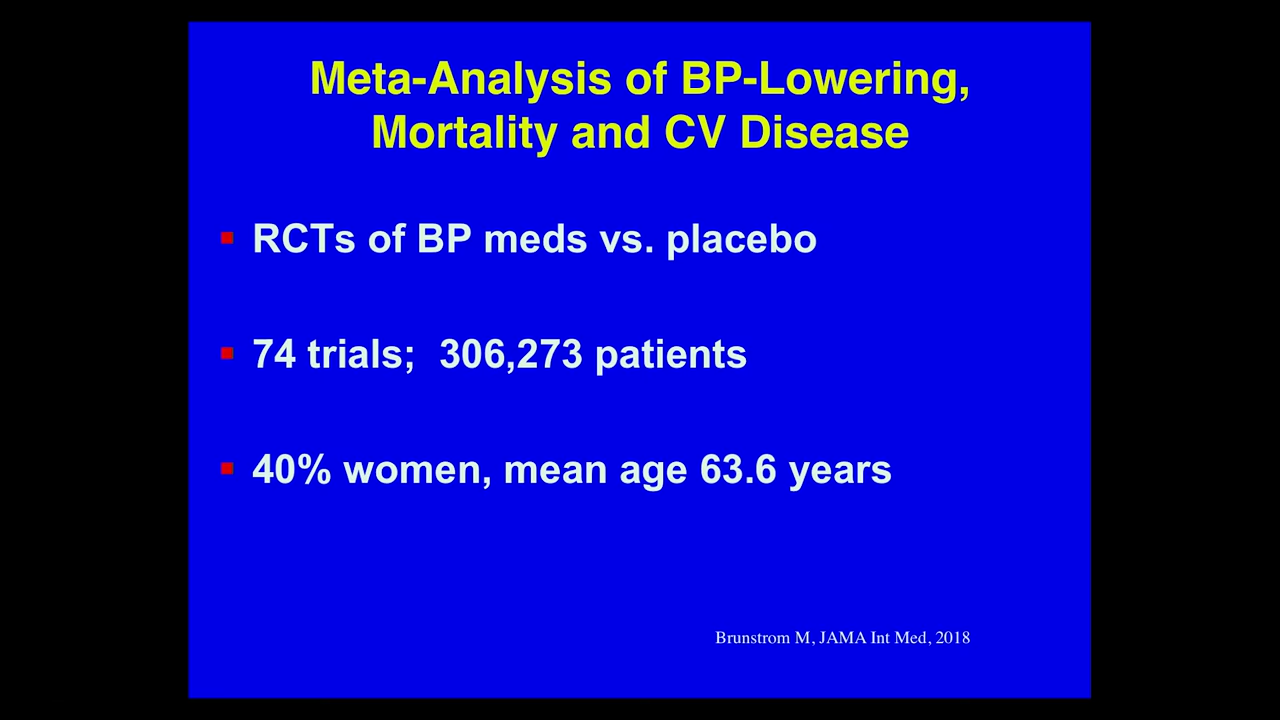 Meta-Analysis of BP-Lowering,
Mortality and CV Disease
RCTs of BP meds vs. placebo
74 trials;  306,273 patients
40% women, mean age 63.6 years
Brunstrom M, JAMA Int Med, 2018